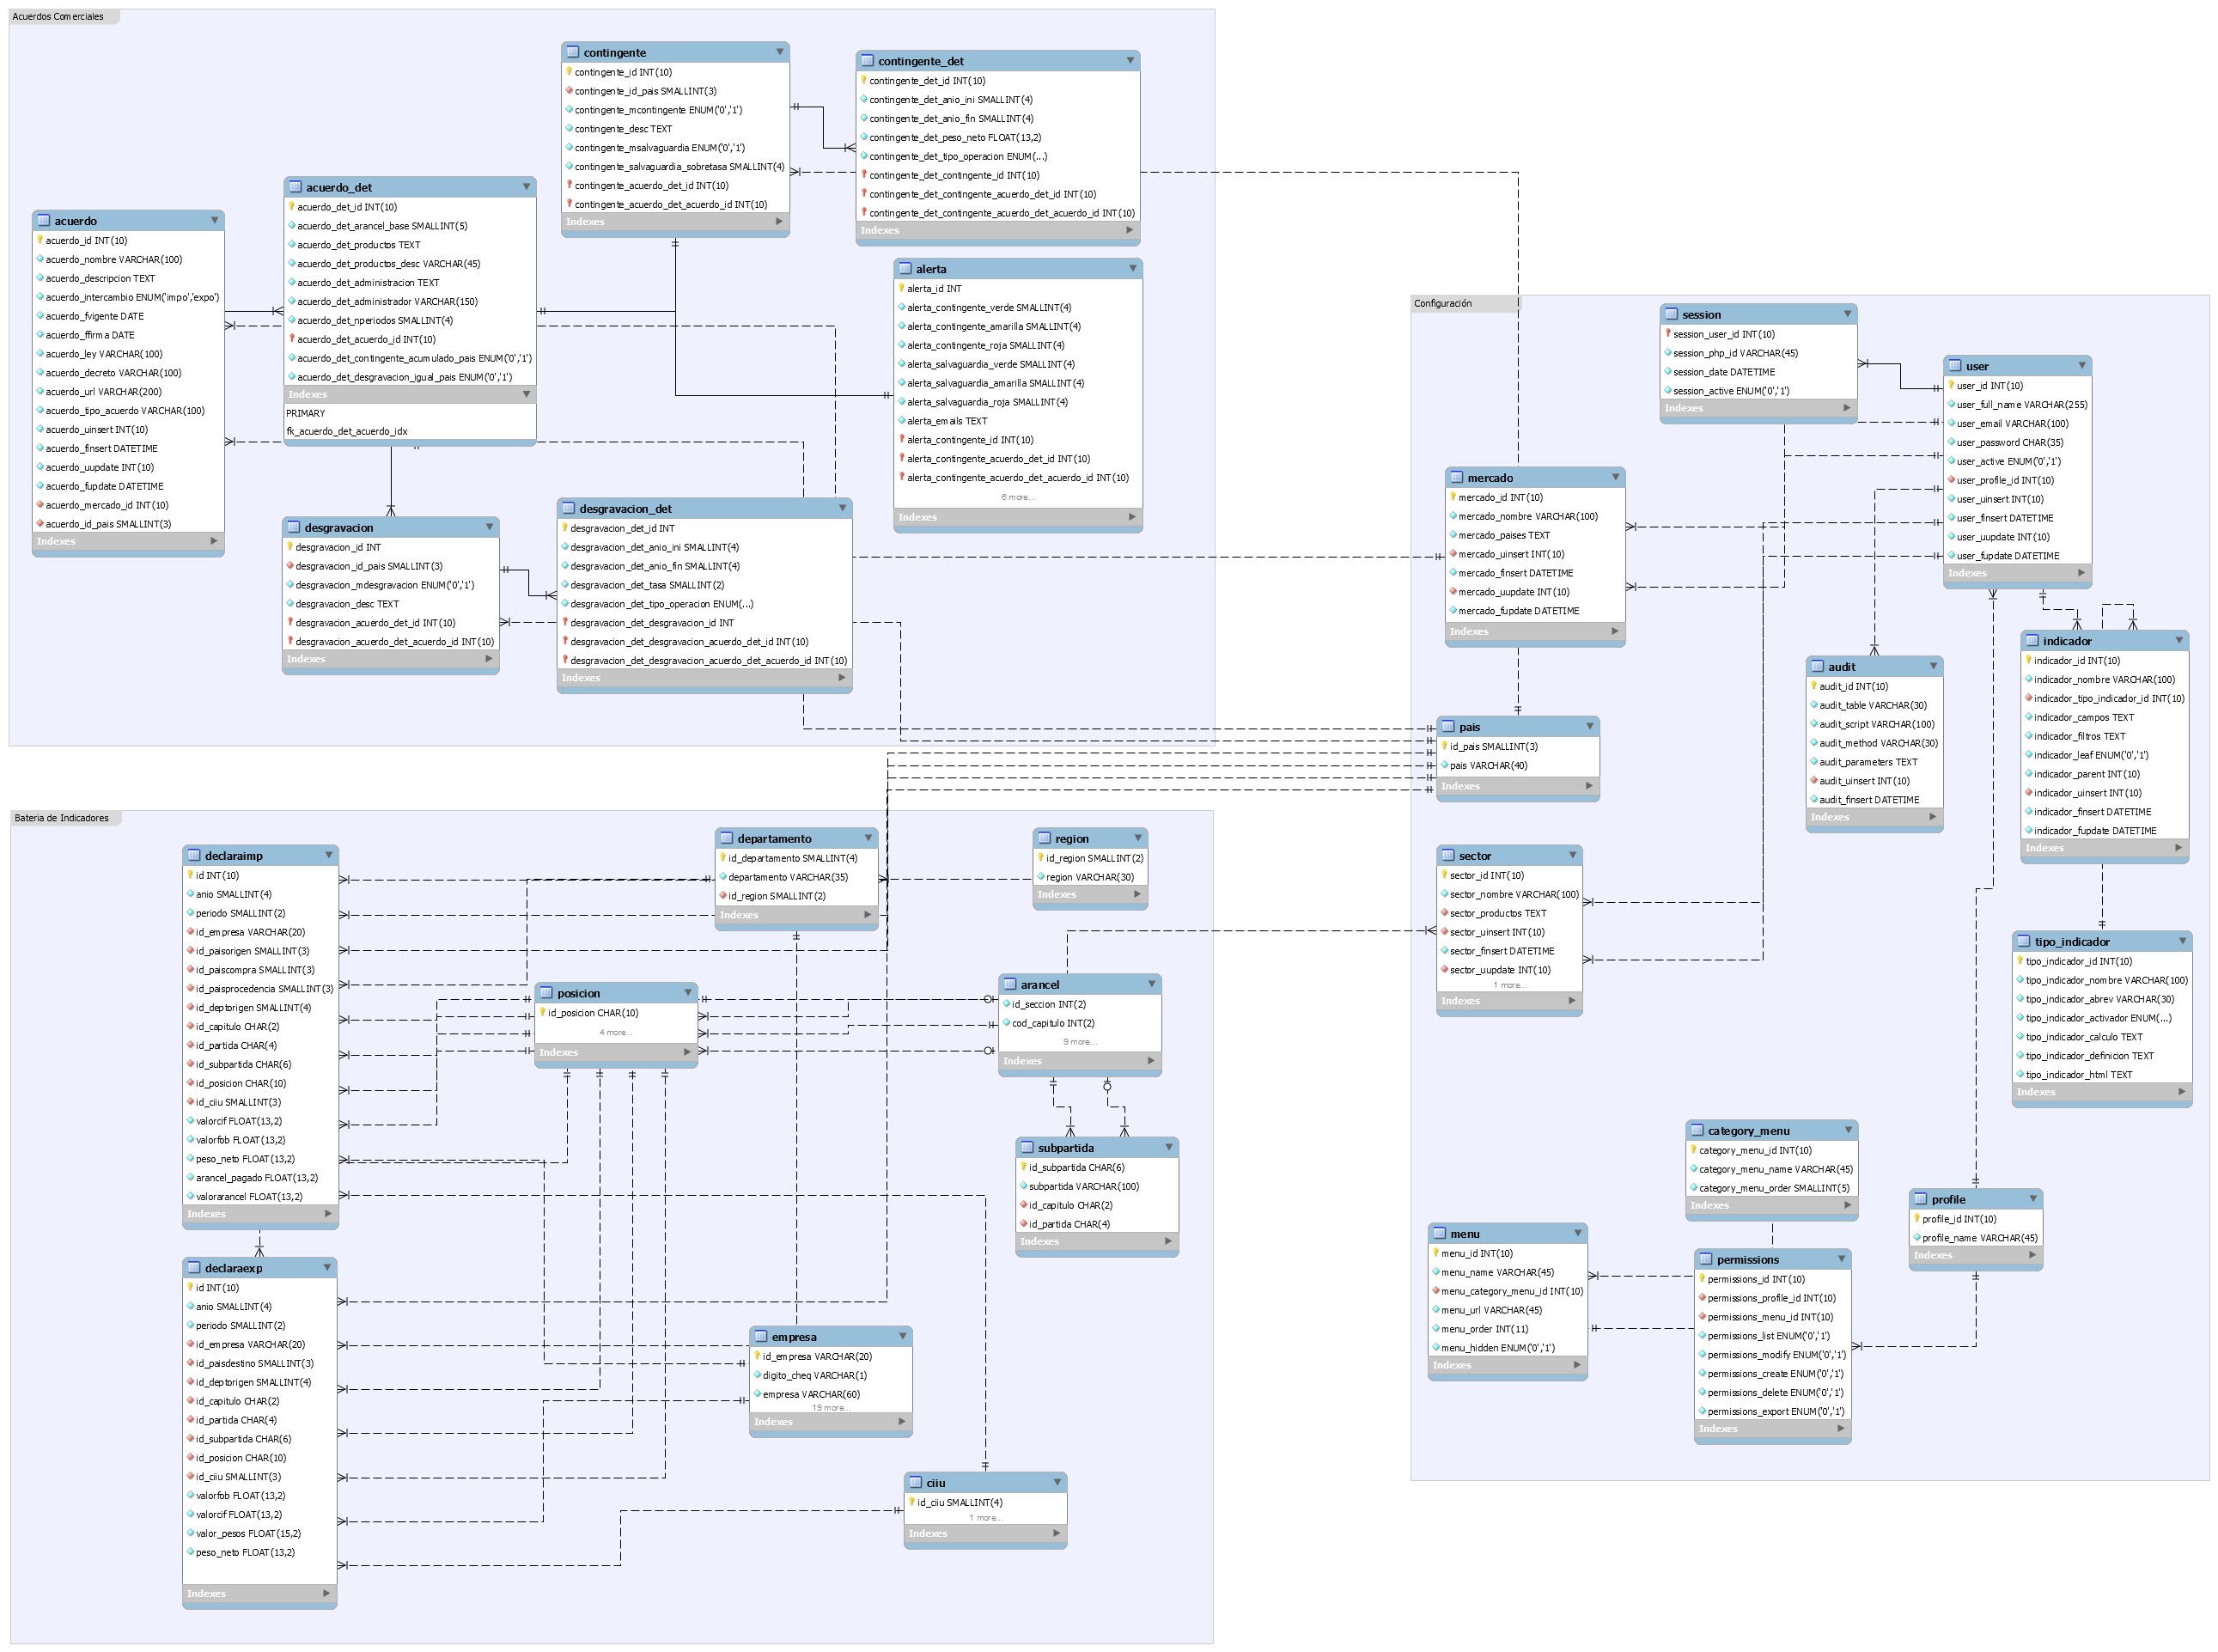 Acuerdos Comerciales
contingente
contingente_id INT(10)
contingente_id_pais SMALLINT(3)
contingente_mcontingente ENUM('0','1')
contingente_desc TEXT
contingente_msalvaguardia ENUM('0','1')
contingente_salvaguardia_sobretasa SMALLINT(4)
contingente_acuerdo_det_id INT(10)
contingente_acuerdo_det_acuerdo_id INT(10)
Indexes
contingente_det
contingente_det_id INT(10)
contingente_det_anio_ini SMALLINT(4)
contingente_det_anio_fin SMALLINT(4)
contingente_det_peso_neto FLOAT(13,2)
contingente_det_tipo_operacion ENUM(...)
contingente_det_contingente_id INT(10)
contingente_det_contingente_acuerdo_det_id INT(10)
contingente_det_contingente_acuerdo_det_acuerdo_id INT(10)
Indexes
acuerdo_det
acuerdo_det_id INT(10)
acuerdo_det_arancel_base SMALLINT(5)
acuerdo_det_productos TEXT
acuerdo_det_productos_desc VARCHAR(45)
acuerdo_det_administracion TEXT
acuerdo_det_administrador VARCHAR(150)
acuerdo_det_nperiodos SMALLINT(4)
acuerdo_det_acuerdo_id INT(10)
acuerdo_det_contingente_acumulado_pais ENUM('0','1')
acuerdo_det_desgravacion_igual_pais ENUM('0','1')
Indexes
PRIMARY
fk_acuerdo_det_acuerdo_idx
acuerdo
acuerdo_id INT(10)
acuerdo_nombre VARCHAR(100)
acuerdo_descripcion TEXT
acuerdo_intercambio ENUM('impo','expo')
acuerdo_fvigente DATE
acuerdo_ffirma DATE
acuerdo_ley VARCHAR(100)
acuerdo_decreto VARCHAR(100)
acuerdo_url VARCHAR(200)
acuerdo_tipo_acuerdo VARCHAR(100)
acuerdo_uinsert INT(10)
acuerdo_finsert DATETIME
acuerdo_uupdate INT(10)
acuerdo_fupdate DATETIME
acuerdo_mercado_id INT(10)
acuerdo_id_pais SMALLINT(3)
Indexes
alerta
alerta_id INT
alerta_contingente_verde SMALLINT(4)
alerta_contingente_amarilla SMALLINT(4)
alerta_contingente_roja SMALLINT(4)
alerta_salvaguardia_verde SMALLINT(4)
alerta_salvaguardia_amarilla SMALLINT(4)
alerta_salvaguardia_roja SMALLINT(4)
alerta_emails TEXT
alerta_contingente_id INT(10)
alerta_contingente_acuerdo_det_id INT(10)
alerta_contingente_acuerdo_det_acuerdo_id INT(10)
6 more...
Indexes
desgravacion
desgravacion_id INT
desgravacion_id_pais SMALLINT(3)
desgravacion_mdesgravacion ENUM('0','1')
desgravacion_desc TEXT
desgravacion_acuerdo_det_id INT(10)
desgravacion_acuerdo_det_acuerdo_id INT(10)
Indexes
desgravacion_det
desgravacion_det_id INT
desgravacion_det_anio_ini SMALLINT(4)
desgravacion_det_anio_fin SMALLINT(4)
desgravacion_det_tasa SMALLINT(2)
desgravacion_det_tipo_operacion ENUM(...)
desgravacion_det_desgravacion_id INT
desgravacion_det_desgravacion_acuerdo_det_id INT(10)
desgravacion_det_desgravacion_acuerdo_det_acuerdo_id INT(10)
Indexes
Configuración
session
session_user_id INT(10)
session_php_id VARCHAR(45)
session_date DATETIME
session_active ENUM('0','1')
Indexes
user
user_id INT(10)
user_full_name VARCHAR(255)
user_email VARCHAR(100)
user_password CHAR(35)
user_active ENUM('0','1')
user_profile_id INT(10)
user_uinsert INT(10)
user_finsert DATETIME
user_uupdate INT(10)
user_fupdate DATETIME
Indexes
mercado
mercado_id INT(10)
mercado_nombre VARCHAR(100)
mercado_paises TEXT
mercado_uinsert INT(10)
mercado_finsert DATETIME
mercado_uupdate INT(10)
mercado_fupdate DATETIME
Indexes
indicador
indicador_id INT(10)
indicador_nombre VARCHAR(100)
indicador_tipo_indicador_id INT(10)
indicador_campos TEXT
indicador_filtros TEXT
indicador_leaf ENUM('0','1')
indicador_parent INT(10)
indicador_uinsert INT(10)
indicador_finsert DATETIME
indicador_fupdate DATETIME
Indexes
audit
audit_id INT(10)
audit_table VARCHAR(30)
audit_script VARCHAR(100)
audit_method VARCHAR(30)
audit_parameters TEXT
audit_uinsert INT(10)
audit_finsert DATETIME
Indexes
pais
id_pais SMALLINT(3)
pais VARCHAR(40)
Indexes
sector
sector_id INT(10)
sector_nombre VARCHAR(100)
sector_productos TEXT
sector_uinsert INT(10)
sector_finsert DATETIME
sector_uupdate INT(10)
1 more...
Indexes
tipo_indicador
tipo_indicador_id INT(10)
tipo_indicador_nombre VARCHAR(100)
tipo_indicador_abrev VARCHAR(30)
tipo_indicador_activador ENUM(...)
tipo_indicador_calculo TEXT
tipo_indicador_definicion TEXT
tipo_indicador_html TEXT
Indexes
category_menu
category_menu_id INT(10)
category_menu_name VARCHAR(45)
category_menu_order SMALLINT(5)
Indexes
profile
profile_id INT(10)
profile_name VARCHAR(45)
Indexes
menu
menu_id INT(10)
menu_name VARCHAR(45)
menu_category_menu_id INT(10)
menu_url VARCHAR(45)
menu_order INT(11)
menu_hidden ENUM('0','1')
Indexes
permissions
permissions_id INT(10)
permissions_profile_id INT(10)
permissions_menu_id INT(10)
permissions_list ENUM('0','1')
permissions_modify ENUM('0','1')
permissions_create ENUM('0','1')
permissions_delete ENUM('0','1')
permissions_export ENUM('0','1')
Indexes
Bateria de Indicadores
declaraimp
id INT(10)
anio SMALLINT(4)
periodo SMALLINT(2)
id_empresa VARCHAR(20)
id_paisorigen SMALLINT(3)
id_paiscompra SMALLINT(3)
id_paisprocedencia SMALLINT(3)
id_deptorigen SMALLINT(4)
id_capitulo CHAR(2)
id_partida CHAR(4)
id_subpartida CHAR(6)
id_posicion CHAR(10)
id_ciiu SMALLINT(3)
valorcif FLOAT(13,2)
valorfob FLOAT(13,2)
peso_neto FLOAT(13,2)
arancel_pagado FLOAT(13,2)
valorarancel FLOAT(13,2)
Indexes
departamento
id_departamento SMALLINT(4)
departamento VARCHAR(35)
id_region SMALLINT(2)
Indexes
region
id_region SMALLINT(2)
region VARCHAR(30)
Indexes
posicion
id_posicion CHAR(10)
4 more...
Indexes
arancel
id_seccion INT(2)
cod_capitulo INT(2)
9 more...
Indexes
subpartida
id_subpartida CHAR(6)
subpartida VARCHAR(100)
id_capitulo CHAR(2)
id_partida CHAR(4)
Indexes
declaraexp
id INT(10)
anio SMALLINT(4)
periodo SMALLINT(2)
id_empresa VARCHAR(20)
id_paisdestino SMALLINT(3)
id_deptorigen SMALLINT(4)
id_capitulo CHAR(2)
id_partida CHAR(4)
id_subpartida CHAR(6)
id_posicion CHAR(10)
id_ciiu SMALLINT(3)
valorfob FLOAT(13,2)
valorcif FLOAT(13,2)
valor_pesos FLOAT(15,2)
peso_neto FLOAT(13,2)
Indexes
empresa
id_empresa VARCHAR(20)
digito_cheq VARCHAR(1)
empresa VARCHAR(60)
19 more...
Indexes
ciiu
id_ciiu SMALLINT(4)
1 more...
Indexes